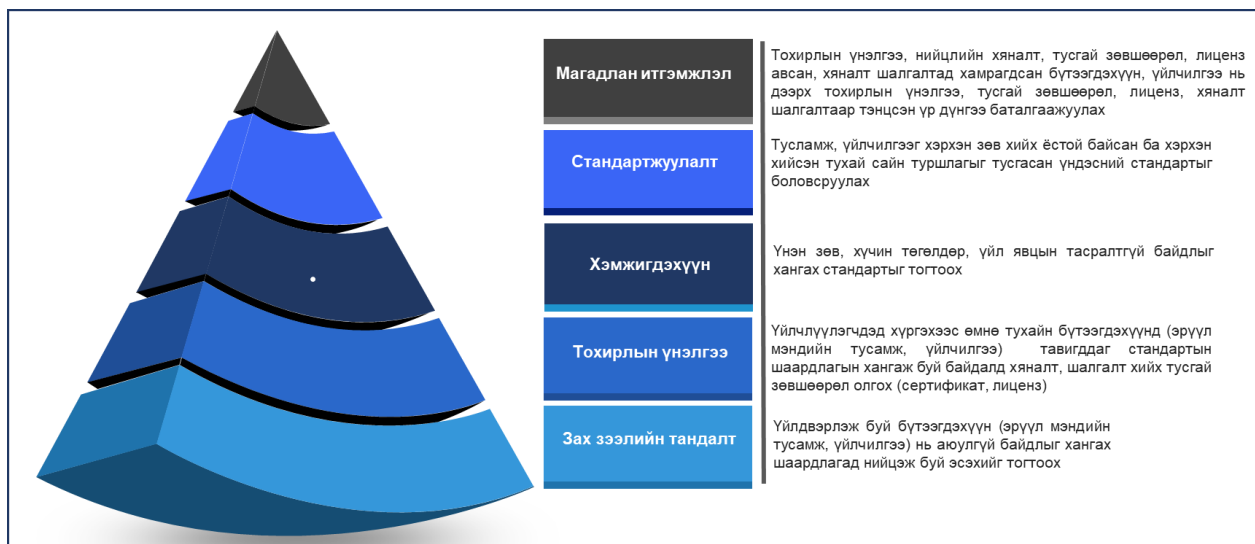 Магадлан итгэмжлэл
Тохирлын үнэлгээ, нийцлийн хяналт, тусгай зөвшөөрөл, лиценз
авсан, хяналт шалгалтад хамрагдсан бүтээгдэхүүн, үйлчилгээ нь
дээрх тохирлын үнэлгээ, тусгай зөвшөөрөл, лиценз, хяналт
шалгалтаар тэнцсэн үр дүнгээ баталгаажуулах
Стандартжуулалт
Тусламж, үйлчилгээг хэрхэн зөв хийх ёстой байсан ба хэрхэн
хийсэн тухай сайн туршлагыг тусгасан үндэсний стандартыг
боловсруулах
Хэмжигдэхүүн
Үнэн зөв, хүчин төгөлдөр, үйл явцын тасралтгүй байдлыг
хангах стандартыг тогтоох
Тохирлын үнэлгээ
Үйлчлүүлэгчдэд хүргэхээс өмнө тухайн бүтээгдэхүүнд (эрүүл
мэндийн тусамж, үйлчилгээ) тавигддаг стандартын
шаардлагын хангаж буй байдалд хяналт, шалгалт хийх тусгай
зөвшөөрөл олгох (сертификат, лиценз)
Зах зээлийн тандалт
Үйлдвэрлэж буй бүтээгдэхүүн (эрүүл мэндийн
тусамж, үйлчилгээ) нь аюулгүй байдлыг хангах
шаардлагад нийцэж буй эсэхийг тогтоох